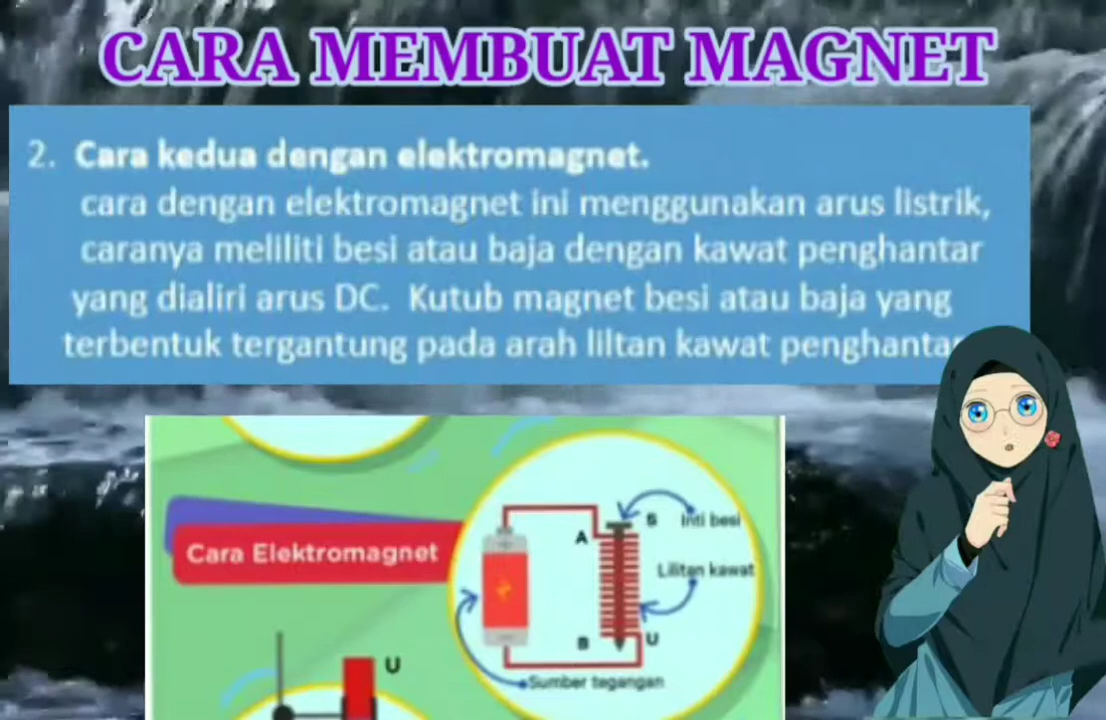 CARA MEMBUAT MAGNET
2. Cara kedua dengan elektromagnet.
cara dengan elektromagnet ini menggunakan arus listrik,
caranya meliliti besi atau baja dengan kawat penghantar
yang dialiri arus DC. Kutub magnet besi atau baja yang
terbentuk tergantung pada arah liltan kawat penghantar
S Inti besi
A
Cara Elektromagnet
Lilitan kawat
B U
U
Sumber tegangan